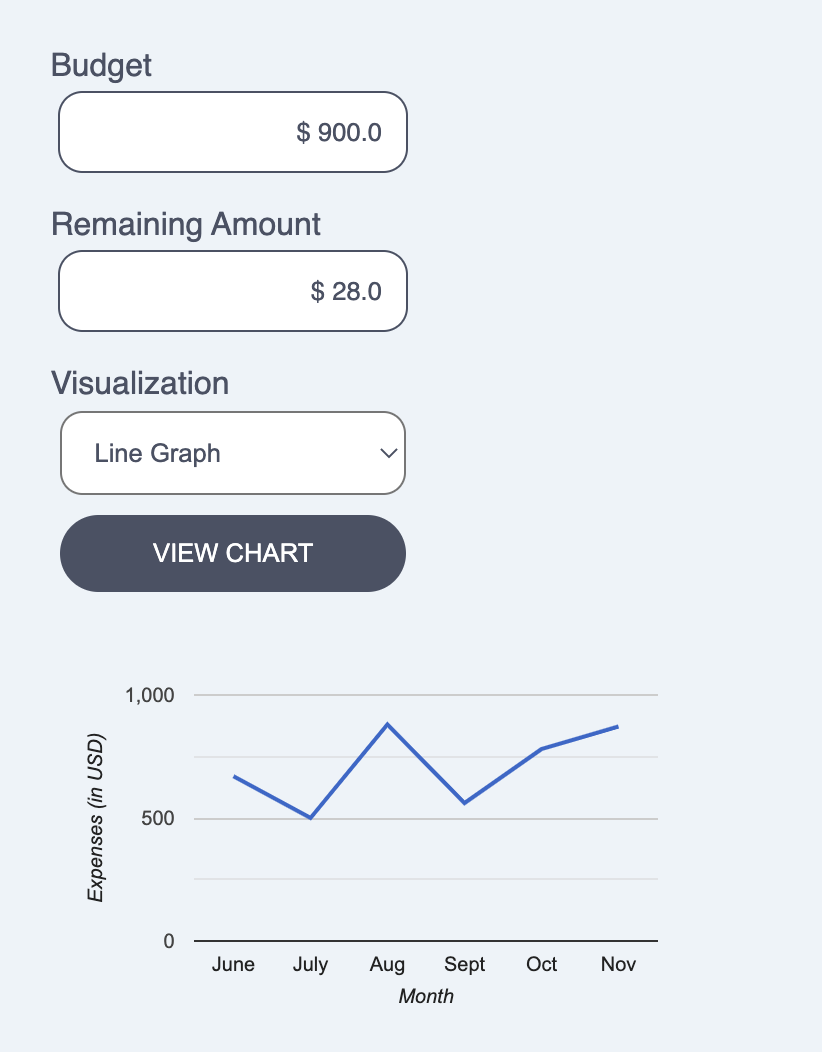 Budget
$ 900.0
Remaining Amount
$ 28.0
Visualization
Line Graph
VIEW CHART
1,000
500
0
Expenses (in USD)
June July Aug Sept Oct Nov
Month